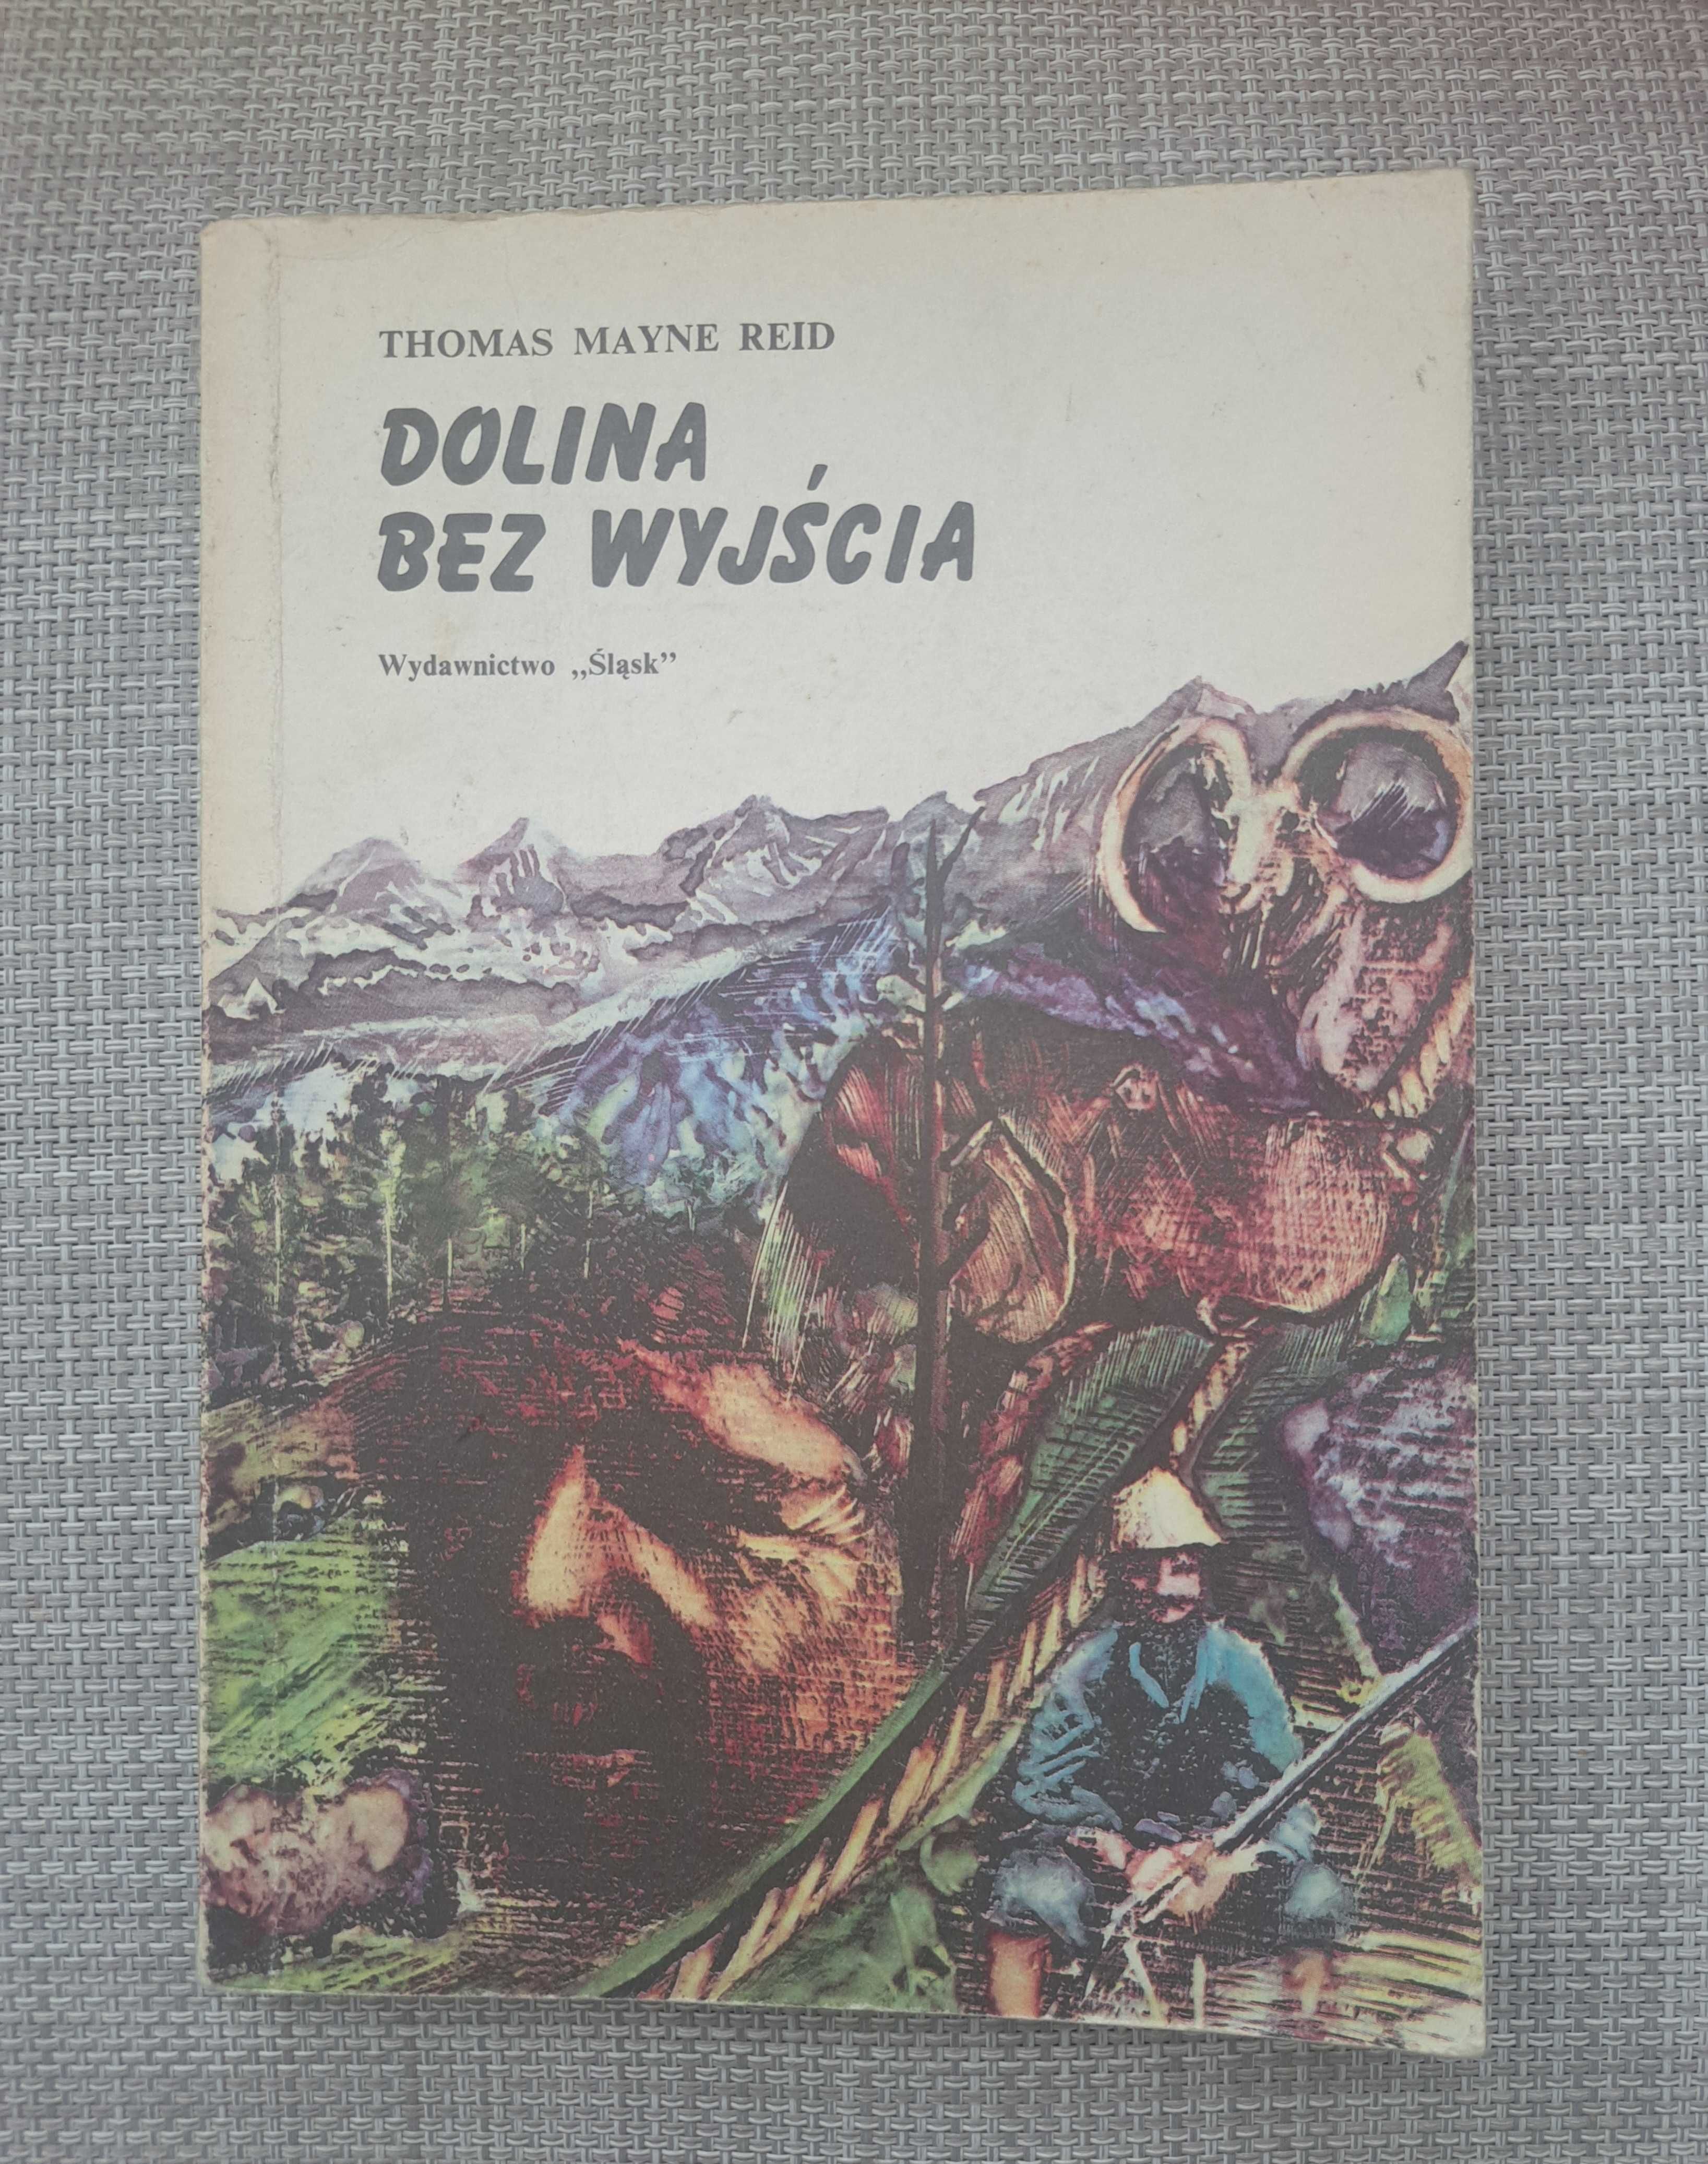 THOMAS MAYNE REID
DOLINA
BEZ WYJŚCIA
Wydawnictwo „Śląsk”